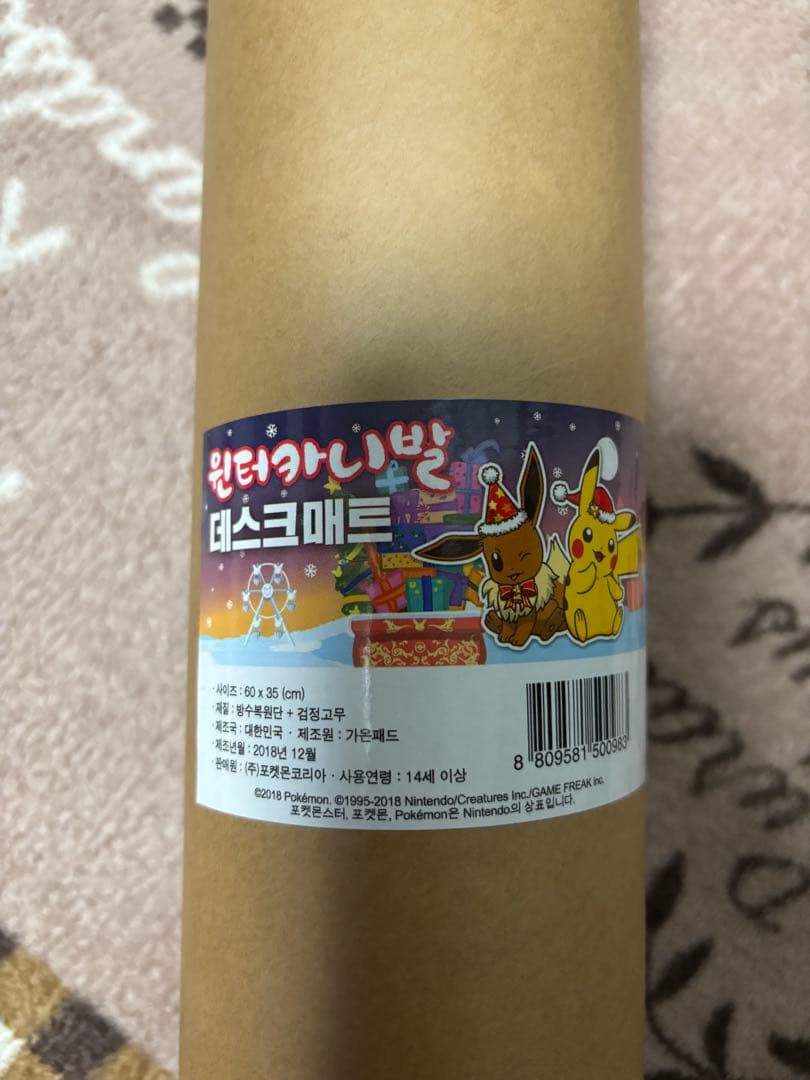 윈터카니발
데스크매트
· 사이즈 : 60 x 35 (cm)
· 재질 : 방수복원단 + 검정고무
· 제조국 : 대한민국 · 제조원 : 가온패드
· 제조년월 : 2018년 12월
· 판매원 : (주)포켓몬코리아 · 사용연령 : 14세 이상
8 809581 500983
©2018 Pokémon. ©1995-2018 Nintendo/Creatures Inc./GAME FREAK inc.
포켓몬스터, 포켓몬, Pokémon은 Nintendo의 상표입니다.